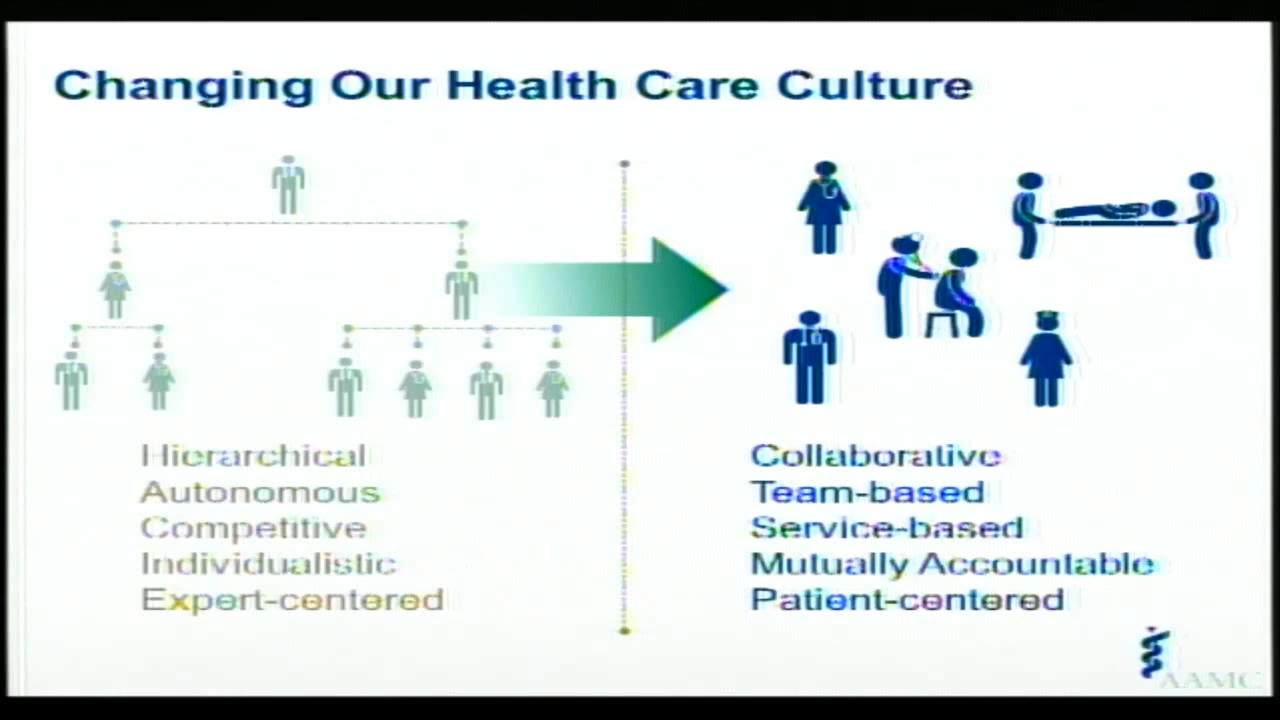 Changing Our Health Care Culture
Hierarchical
Autonomous
Competitive
Individualistic
Expert-centered
Collaborative
Team-based
Service-based
Mutually Accountable
Patient-centered
AAMC